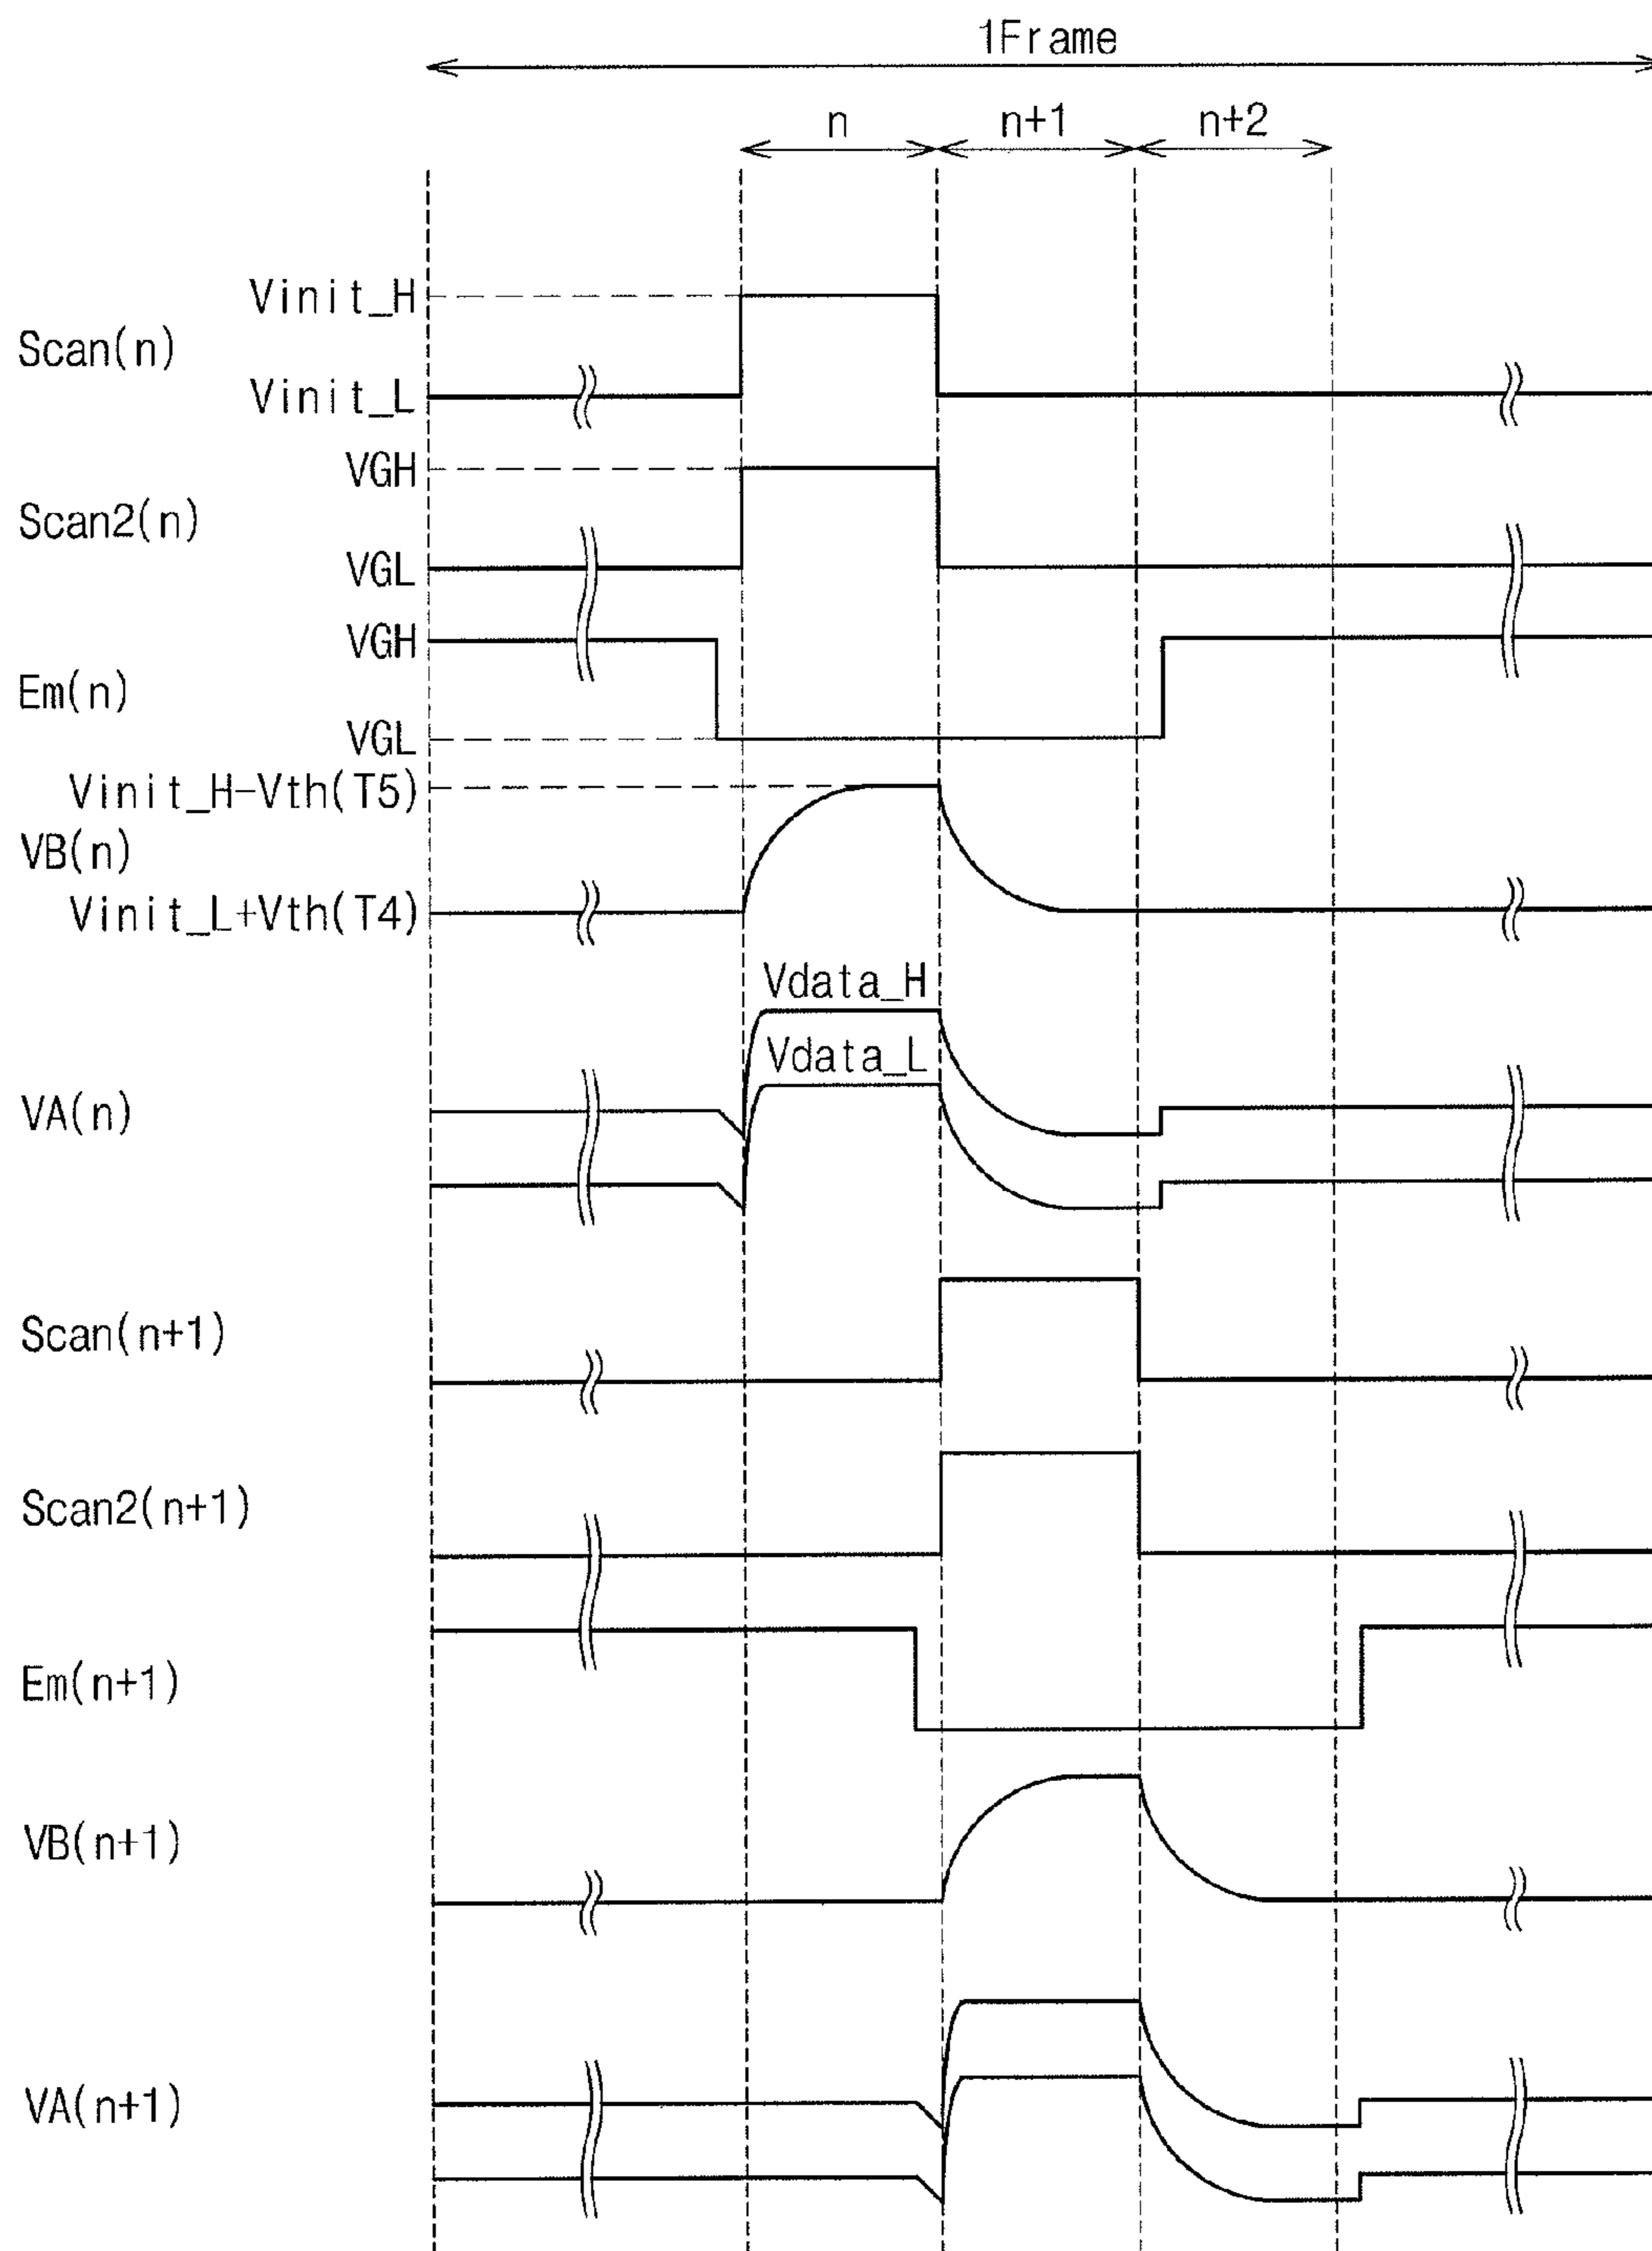 1Frame
n
n+1
n+2
Vinit_H
Scan(n)
Vinit_L
VGH
Scan2(n)
VGL
VGH
Em(n)
VGL
Vinit_H-Vth(T5)
VB(n)
Vinit_L+Vth(T4)
Vdata_H
Vdata_L
VA(n)
Scan(n+1)
Scan2(n+1)
Em(n+1)
VB(n+1)
VA(n+1)